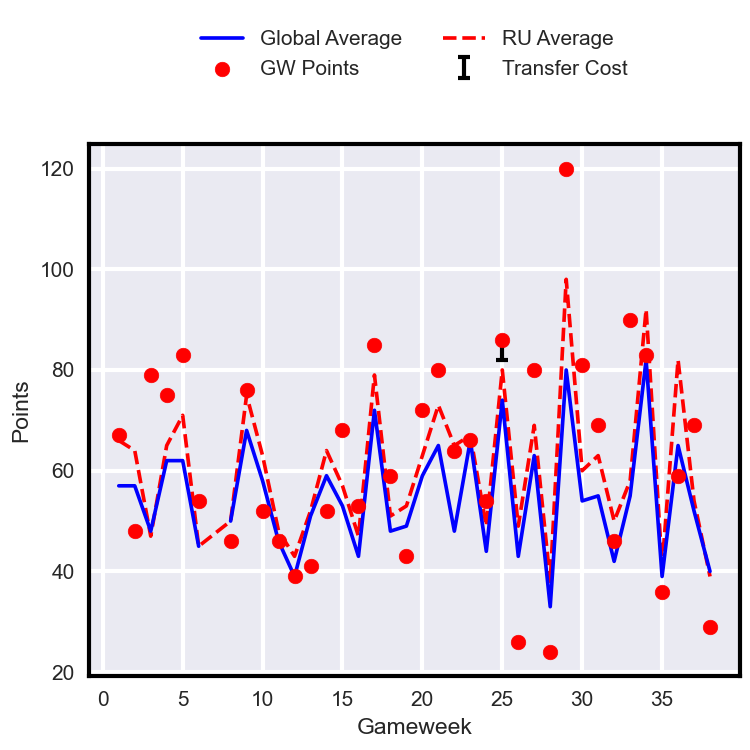 Global Average
RU Average
GW Points
Transfer Cost
120
100
80
60
40
20
Points
0 5 10 15 20 25 30 35
Gameweek